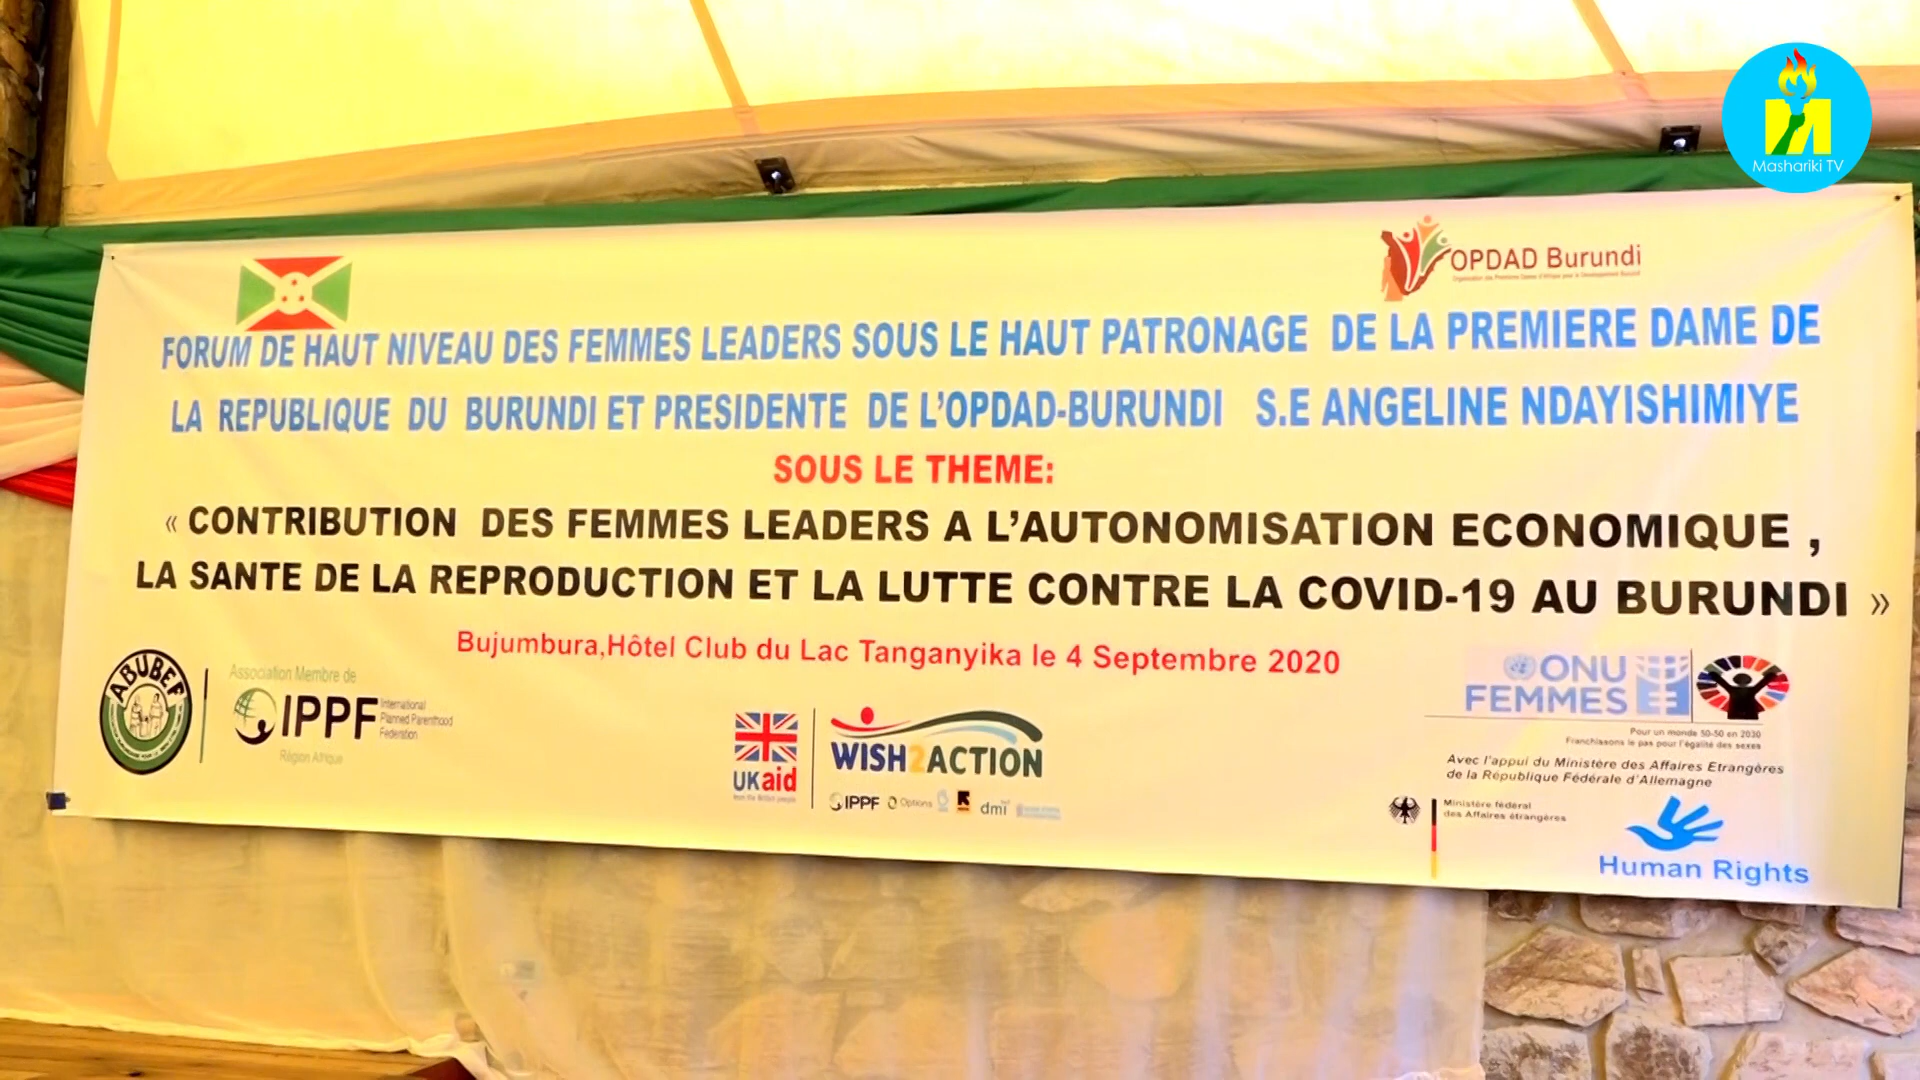 Mashariki TV
OPDAD Burundi
FORUM DE HAUT NIVEAU DES FEMMES LEADERS SOUS LE HAUT PATRONAGE DE LA PREMIERE DAME DE
LA REPUBLIQUE DU BURUNDI ET PRESIDENTE DE L'OPDAD-BURUNDI S.E ANGELINE NDAYISHIMIYE
SOUS LE THEME:
« CONTRIBUTION DES FEMMES LEADERS A L'AUTONOMISATION ECONOMIQUE ,
LA SANTE DE LA REPRODUCTION ET LA LUTTE CONTRE LA COVID-19 AU BURUNDI »
Bujumbura,Hôtel Club du Lac Tanganyika le 4 Septembre 2020
ABUBEF
Association Membre de
IPPF
International
Planned Parenthood
Federation
Région Afrique
UKaid
from the British people
WISH2ACTION
IPPF Options dmi
ONU
FEMMES
Pour un monde 50-50 en 2030
Franchissons le pas pour l'égalité des sexes
Avec l'appui du Ministère des Affaires Etrangères
de la République Fédérale d'Allemagne
Ministère fédéral
des Affaires étrangères
Human Rights